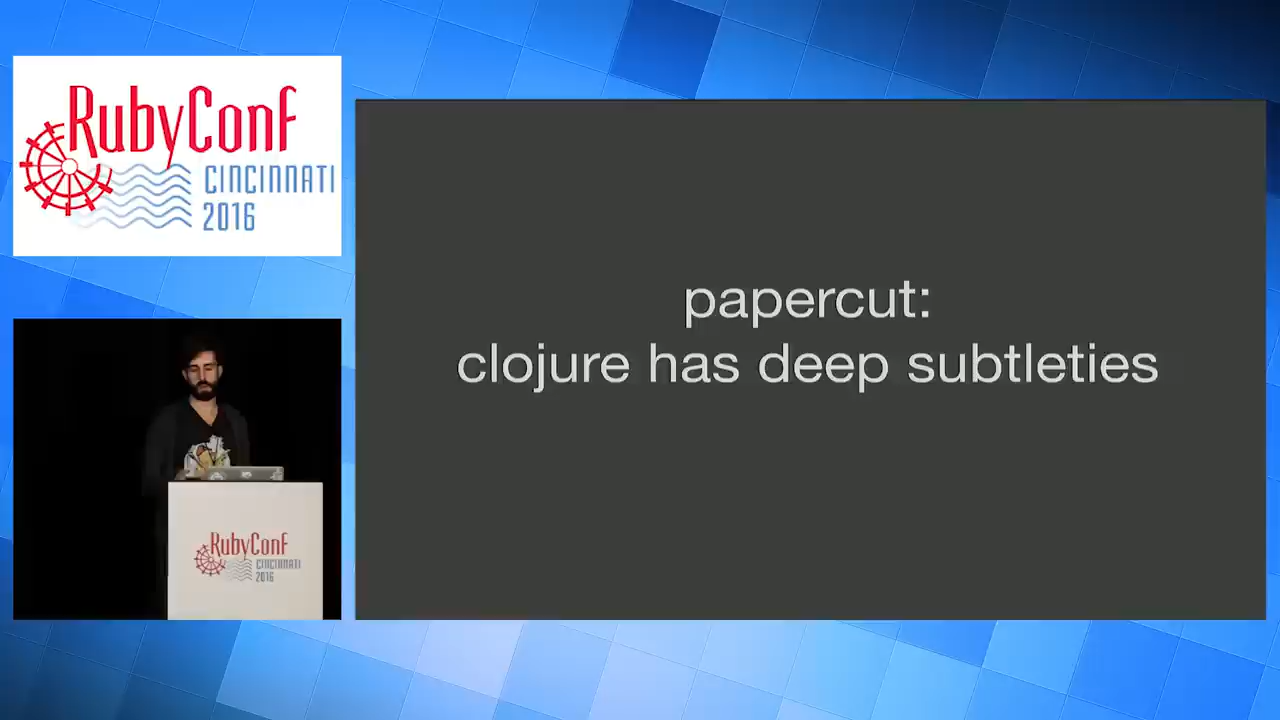 RubyConf
CINCINNATI
2016
papercut:
clojure has deep subtleties
RubyConf
CINCINNATI
2016